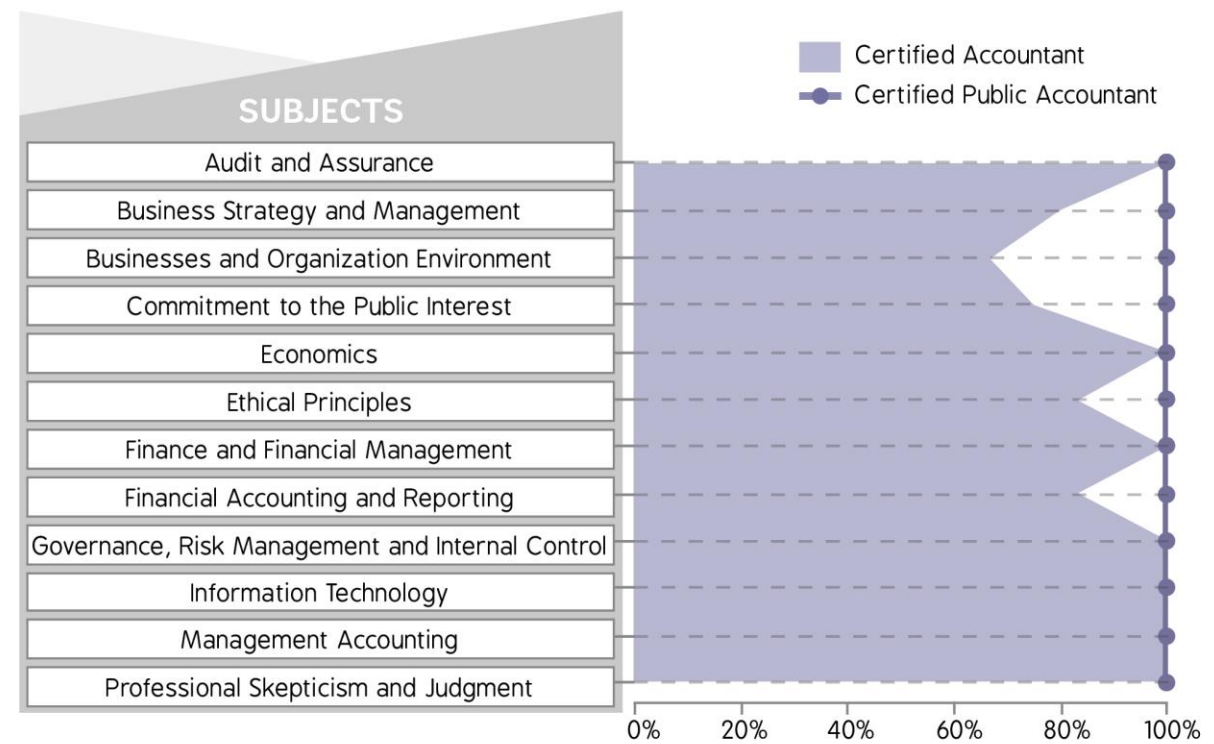 Certified Accountant
Certified Public Accountant
SUBJECTS
Audit and Assurance
Business Strategy and Management
Businesses and Organization Environment
Commitment to the Public Interest
Economics
Ethical Principles
Finance and Financial Management
Financial Accounting and Reporting
Governance, Risk Management and Internal Control
Information Technology
Management Accounting
Professional Skepticism and Judgment
0% 20% 40% 60% 80% 100%